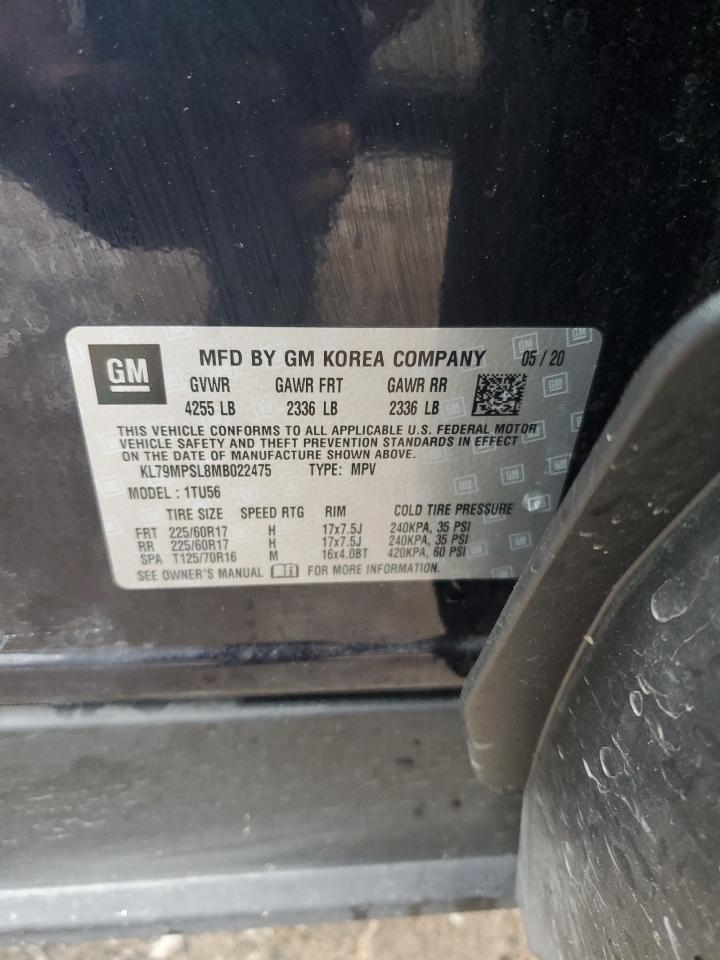 GM MFD BY GM KOREA COMPANY 05/20
GVWR GAWR FRT GAWR RR
4255 LB 2336 LB 2336 LB
THIS VEHICLE CONFORMS TO ALL APPLICABLE U.S. FEDERAL MOTOR
VEHICLE SAFETY AND THEFT PREVENTION STANDARDS IN EFFECT
ON THE DATE OF MANUFACTURE SHOWN ABOVE.
KL79MPSL8MB022475 TYPE: MPV
MODEL: 1TU56
TIRE SIZE SPEED RTG RIM COLD TIRE PRESSURE
FRT 225/60R17 H 17x7.5J 240KPA, 35 PSI
RR 225/60R17 H 17x7.5J 240KPA, 35 PSI
SPA T125/70R16 M 16x4.0BT 420KPA, 60 PSI
SEE OWNER'S MANUAL FOR MORE INFORMATION.